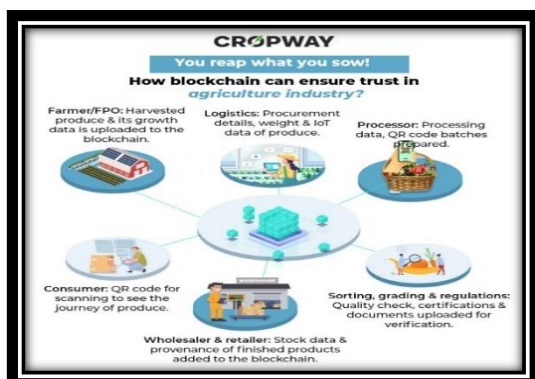 CROPWAY
You reap what you sow!
How blockchain can ensure trust in
agriculture industry?
Farmer/FPO: Harvested
produce & its growth
data is uploaded to the
blockchain.
Logistics: Procurement
details, weight & IoT
data of produce.
Processor: Processing
data, QR code batches
prepared.
Consumer: QR code for
scanning to see the
journey of produce.
Wholesaler & retailer: Stock data &
provenance of finished products
added to the blockchain.
Sorting, grading & regulations:
Quality check, certifications &
documents uploaded for
verification.